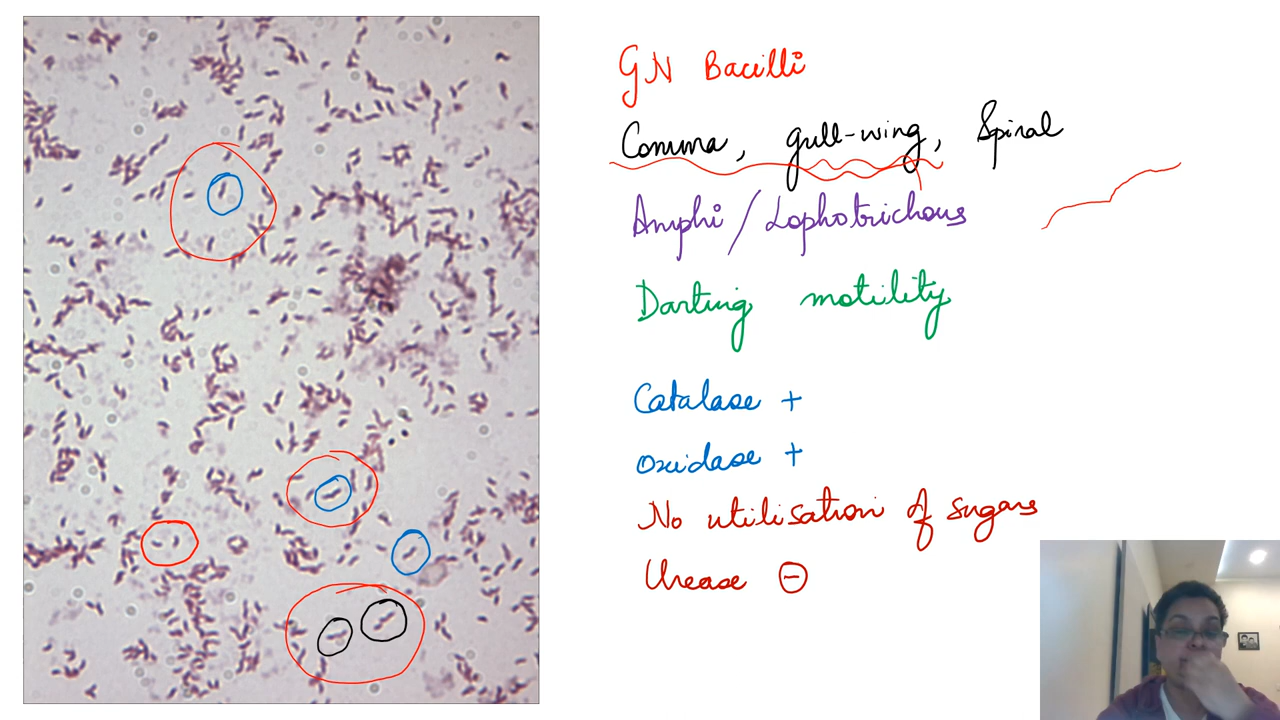 GN Bacilli
Comma, gull-wing, Spiral
Amphi / Lophotrichous
Darting motility
Catalase +
Oxidase +
No utilisation of sugars
Urease ⊖